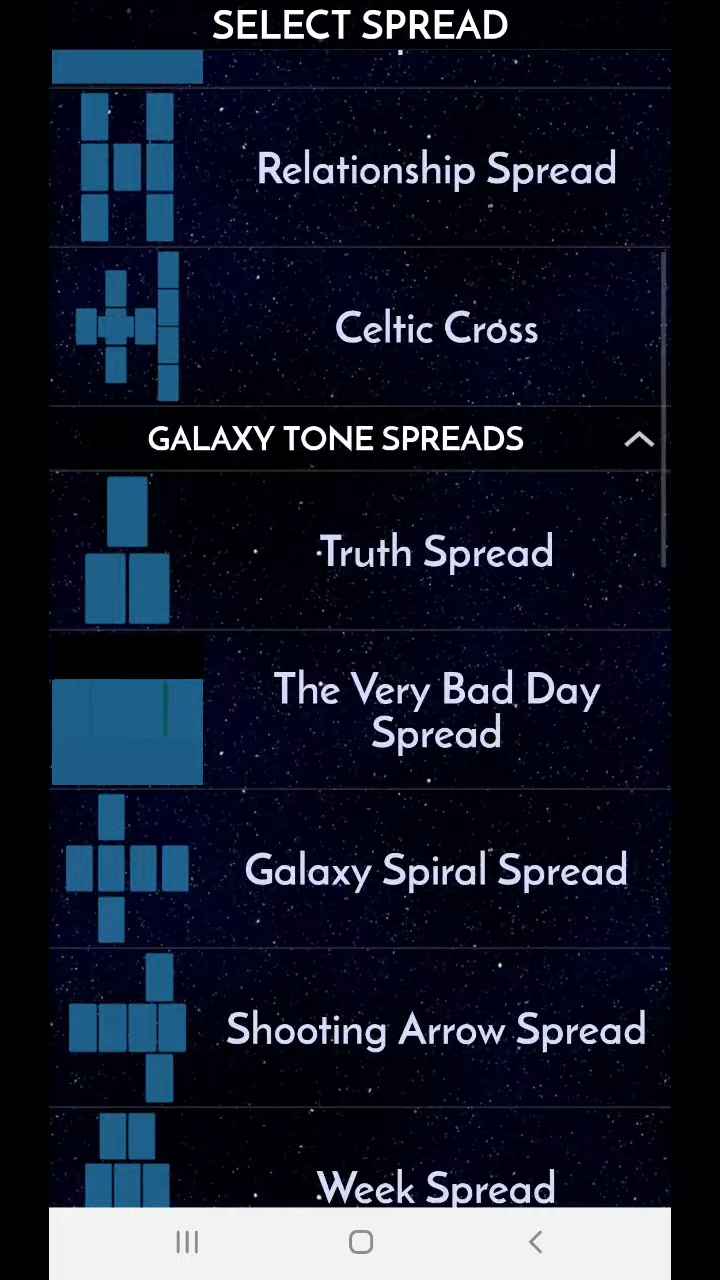 SELECT SPREAD
Relationship Spread
Celtic Cross
GALAXY TONE SPREADS
Truth Spread
The Very Bad Day
Spread
Galaxy Spiral Spread
Shooting Arrow Spread
Week Spread